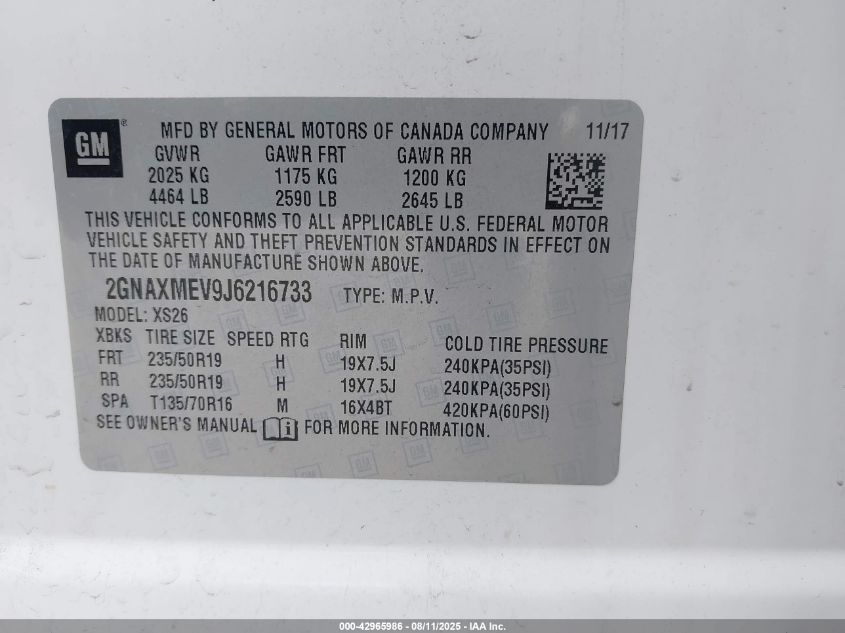 GM ® MFD BY GENERAL MOTORS OF CANADA COMPANY 11/17
GVWR GAWR FRT GAWR RR
2025 KG 1175 KG 1200 KG
4464 LB 2590 LB 2645 LB
THIS VEHICLE CONFORMS TO ALL APPLICABLE U.S. FEDERAL MOTOR
VEHICLE SAFETY AND THEFT PREVENTION STANDARDS IN EFFECT ON
THE DATE OF MANUFACTURE SHOWN ABOVE.
2GNAXMEV9J6216733 TYPE: M.P.V.
MODEL: XS26
XBKS TIRE SIZE SPEED RTG RIM COLD TIRE PRESSURE
FRT 235/50R19 H 19X7.5J 240KPA(35PSI)
RR 235/50R19 H 19X7.5J 240KPA(35PSI)
SPA T135/70R16 M 16X4BT 420KPA(60PSI)
SEE OWNER'S MANUAL i FOR MORE INFORMATION.
000-42965986 - 08/11/2025 - IAA Inc.